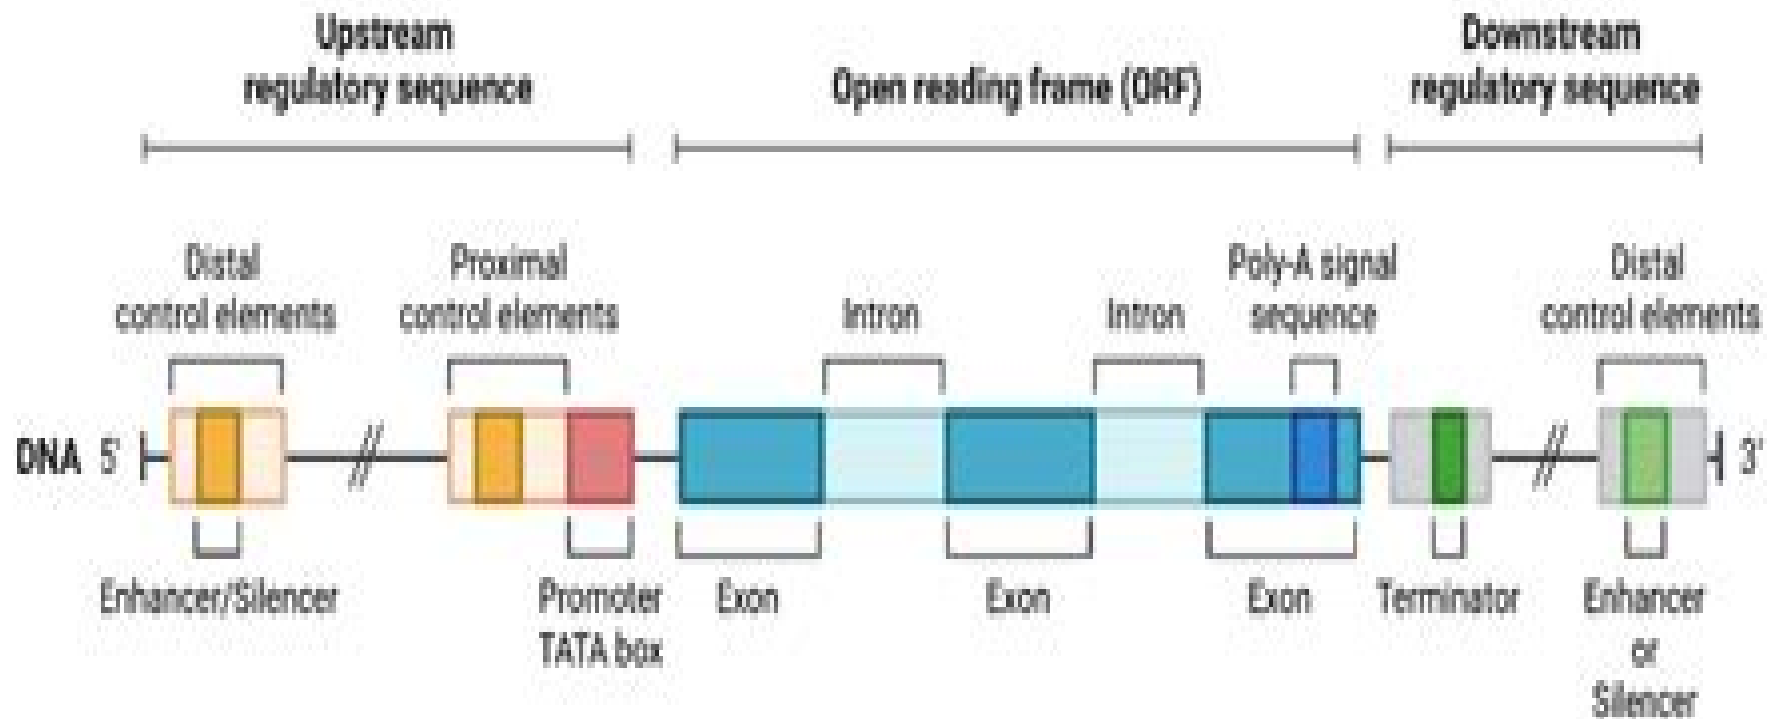 Upstream
regulatory sequence
Open reading frame (ORF)
Downstream
regulatory sequence
Distal
control elements
Proximal
control elements
Intron
Intron
Poly-A signal
sequence
Distal
control elements
DNA 5'
3'
Enhancer/Silencer
Promoter
TATA box
Exon
Exon
Exon
Terminator
Enhancer
or
Silencer